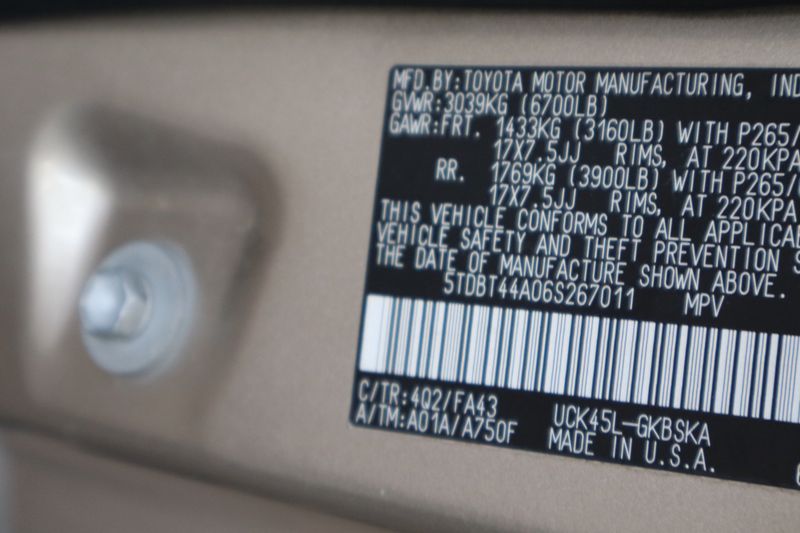 MFD.BY:TOYOTA MOTOR MANUFACTURING, IND
GVWR:3039KG (6700LB)
GAWR:FRT. 1433KG (3160LB) WITH P265/
17X7.5JJ RIMS, AT 220KPA
RR. 1769KG (3900LB) WITH P265/
17X7.5JJ RIMS, AT 220KPA
THIS VEHICLE CONFORMS TO ALL APPLICA
VEHICLE SAFETY AND THEFT PREVENTION S
THE DATE OF MANUFACTURE SHOWN ABOVE.
5TDBT44A06S267011 MPV
C/TR:4Q2/FA43 UCK45L-GKBSKA
A/TM:A01A/A750F MADE IN U.S.A.